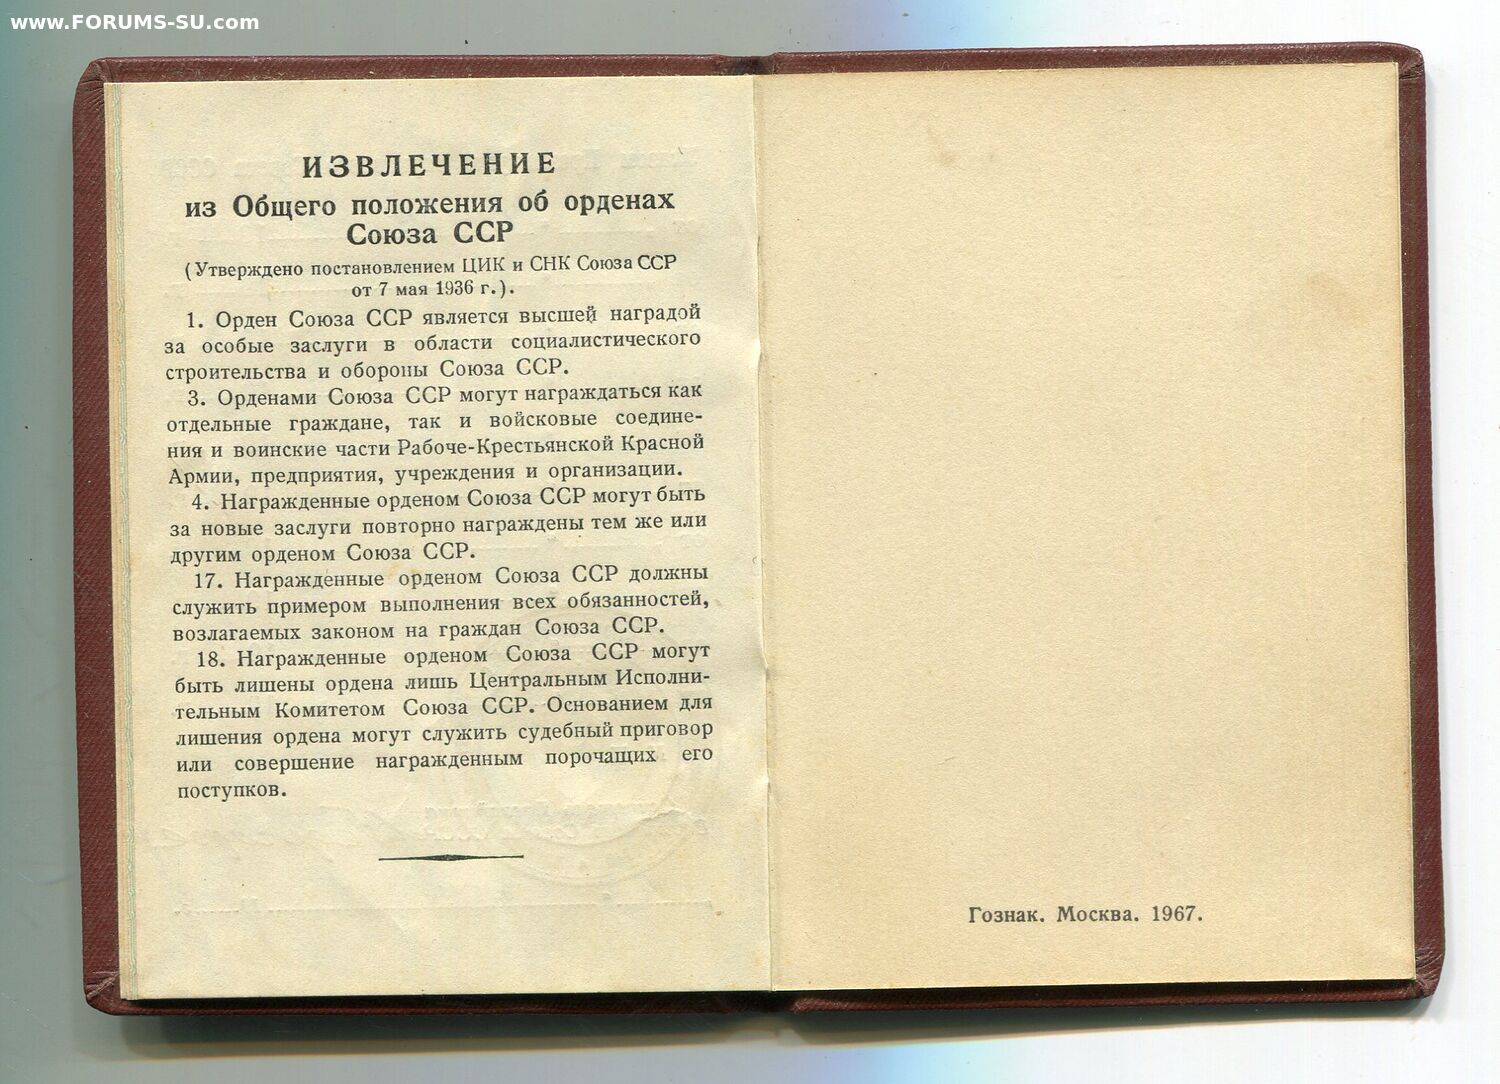 www.FORUMS-SU.com
ИЗВЛЕЧЕНИЕ
из Общего положения об орденах
Союза ССР
(Утверждено постановлением ЦИК и СНК Союза ССР
от 7 мая 1936 г.).
1. Орден Союза ССР является высшей наградой
за особые заслуги в области социалистического
строительства и обороны Союза ССР.
3. Орденами Союза ССР могут награждаться как
отдельные граждане, так и войсковые соедине-
ния и воинские части Рабоче-Крестьянской Красной
Армии, предприятия, учреждения и организации.
4. Награжденные орденом Союза ССР могут быть
за новые заслуги повторно награждены тем же или
другим орденом Союза ССР.
17. Награжденные орденом Союза ССР должны
служить примером выполнения всех обязанностей,
возлагаемых законом на граждан Союза ССР.
18. Награжденные орденом Союза ССР могут
быть лишены ордена лишь Центральным Исполни-
тельным Комитетом Союза ССР. Основанием для
лишения ордена могут служить судебный приговор
или совершение награжденным порочащих его
поступков.
Гознак. Москва. 1967.